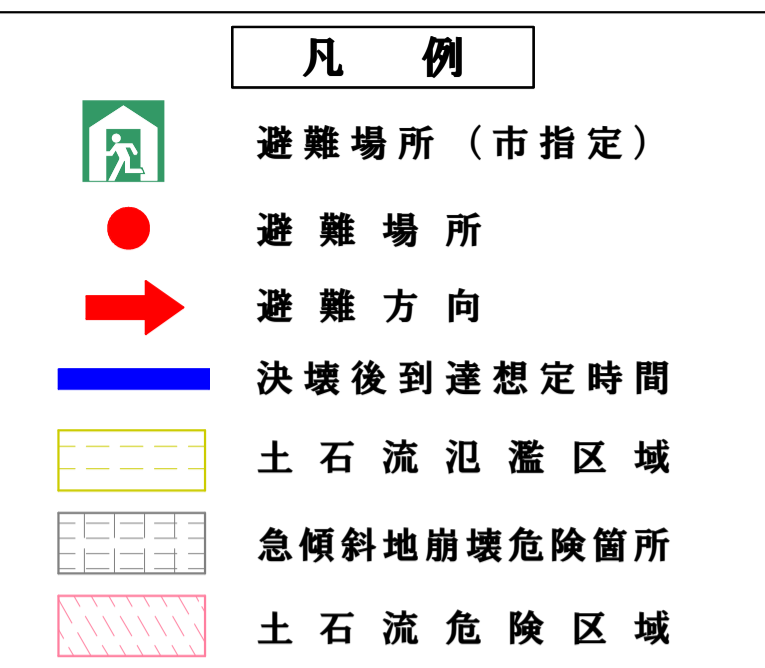 凡例
避難場所（市指定）
避難場所
避難方向
決壊後到達想定時間
土石流氾濫区域
急傾斜地崩壊危険箇所
土石流危険区域